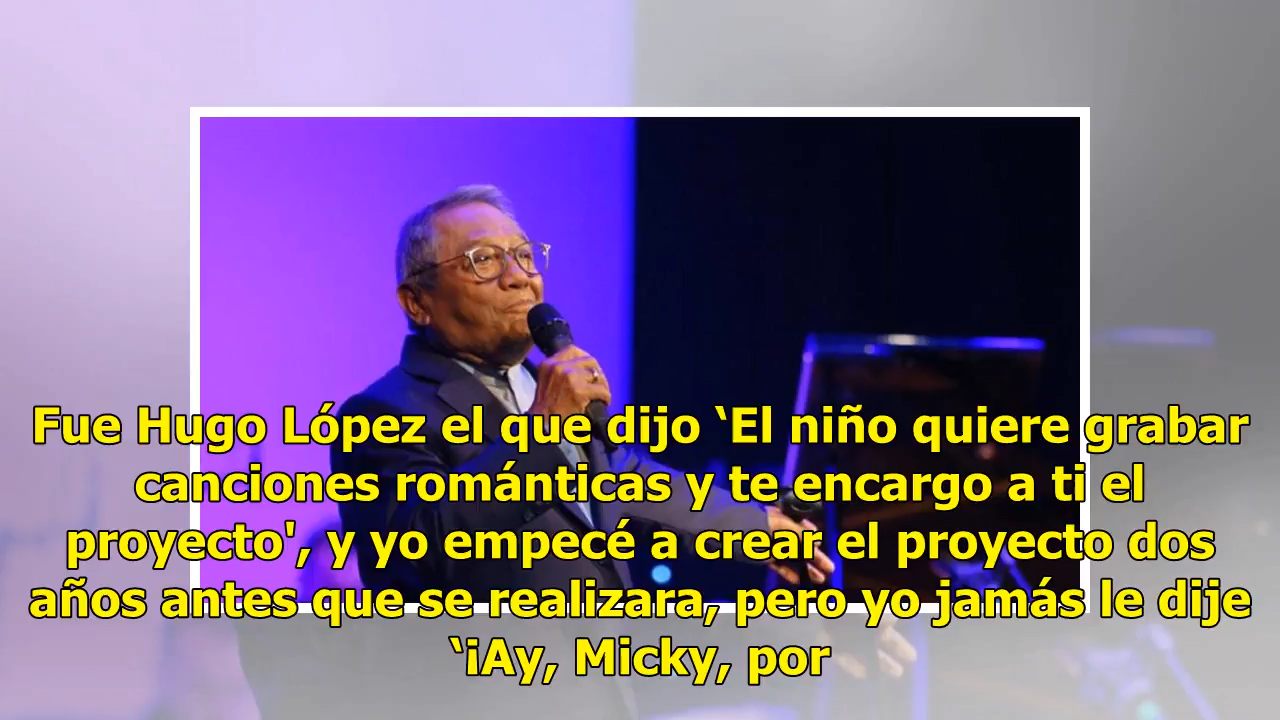 Fue Hugo López el que dijo ‘El niño quiere grabar
canciones románticas y te encargo a ti el
proyecto', y yo empecé a crear el proyecto dos
años antes que se realizara, pero yo jamás le dije
‘¡Ay, Micky, por